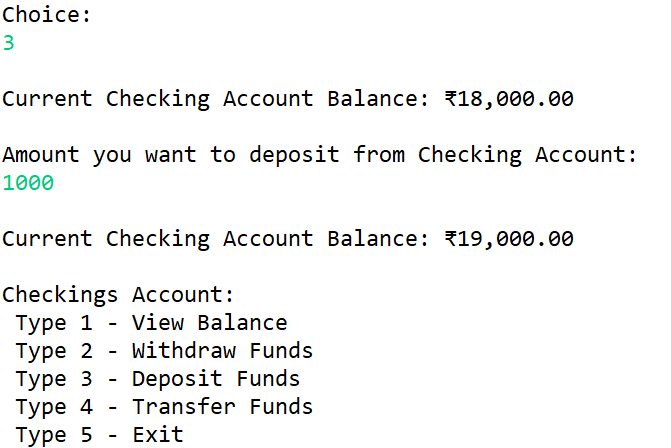 Choice:
3
Current Checking Account Balance: ₹18,000.00
Amount you want to deposit from Checking Account:
1000
Current Checking Account Balance: ₹19,000.00
Checkings Account:
Type 1 - View Balance
Type 2 - Withdraw Funds
Type 3 - Deposit Funds
Type 4 - Transfer Funds
Type 5 - Exit